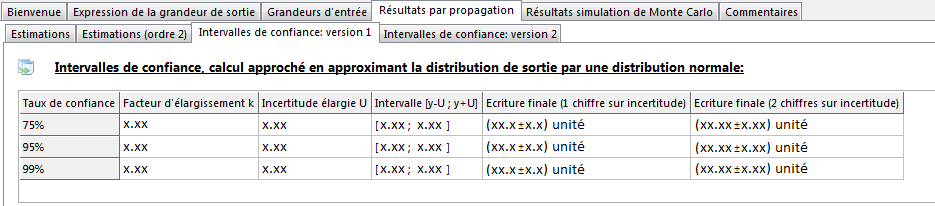 Bienvenue Expression de la grandeur de sortie Grandeurs d'entrée Résultats par propagation Résultats simulation de Monte Carlo Commentaires
Estimations Estimations (ordre 2) Intervalles de confiance: version 1 Intervalles de confiance: version 2
Intervalles de confiance, calcul approché en approximant la distribution de sortie par une distribution normale:
Taux de confiance Facteur d'élargissement k Incertitude élargie U Intervalle [y-U ; y+U] Ecriture finale (1 chiffre sur incertitude) Ecriture finale (2 chiffres sur incertitude)
75% x.xx x.xx [x.xx ; x.xx ] (xx.x±x.x) unité (xx.xx±x.xx) unité
95% x.xx x.xx [x.xx ; x.xx ] (xx.x±x.x) unité (xx.xx±x.xx) unité
99% x.xx x.xx [x.xx ; x.xx ] (xx.x±x.x) unité (xx.xx±x.xx) unité